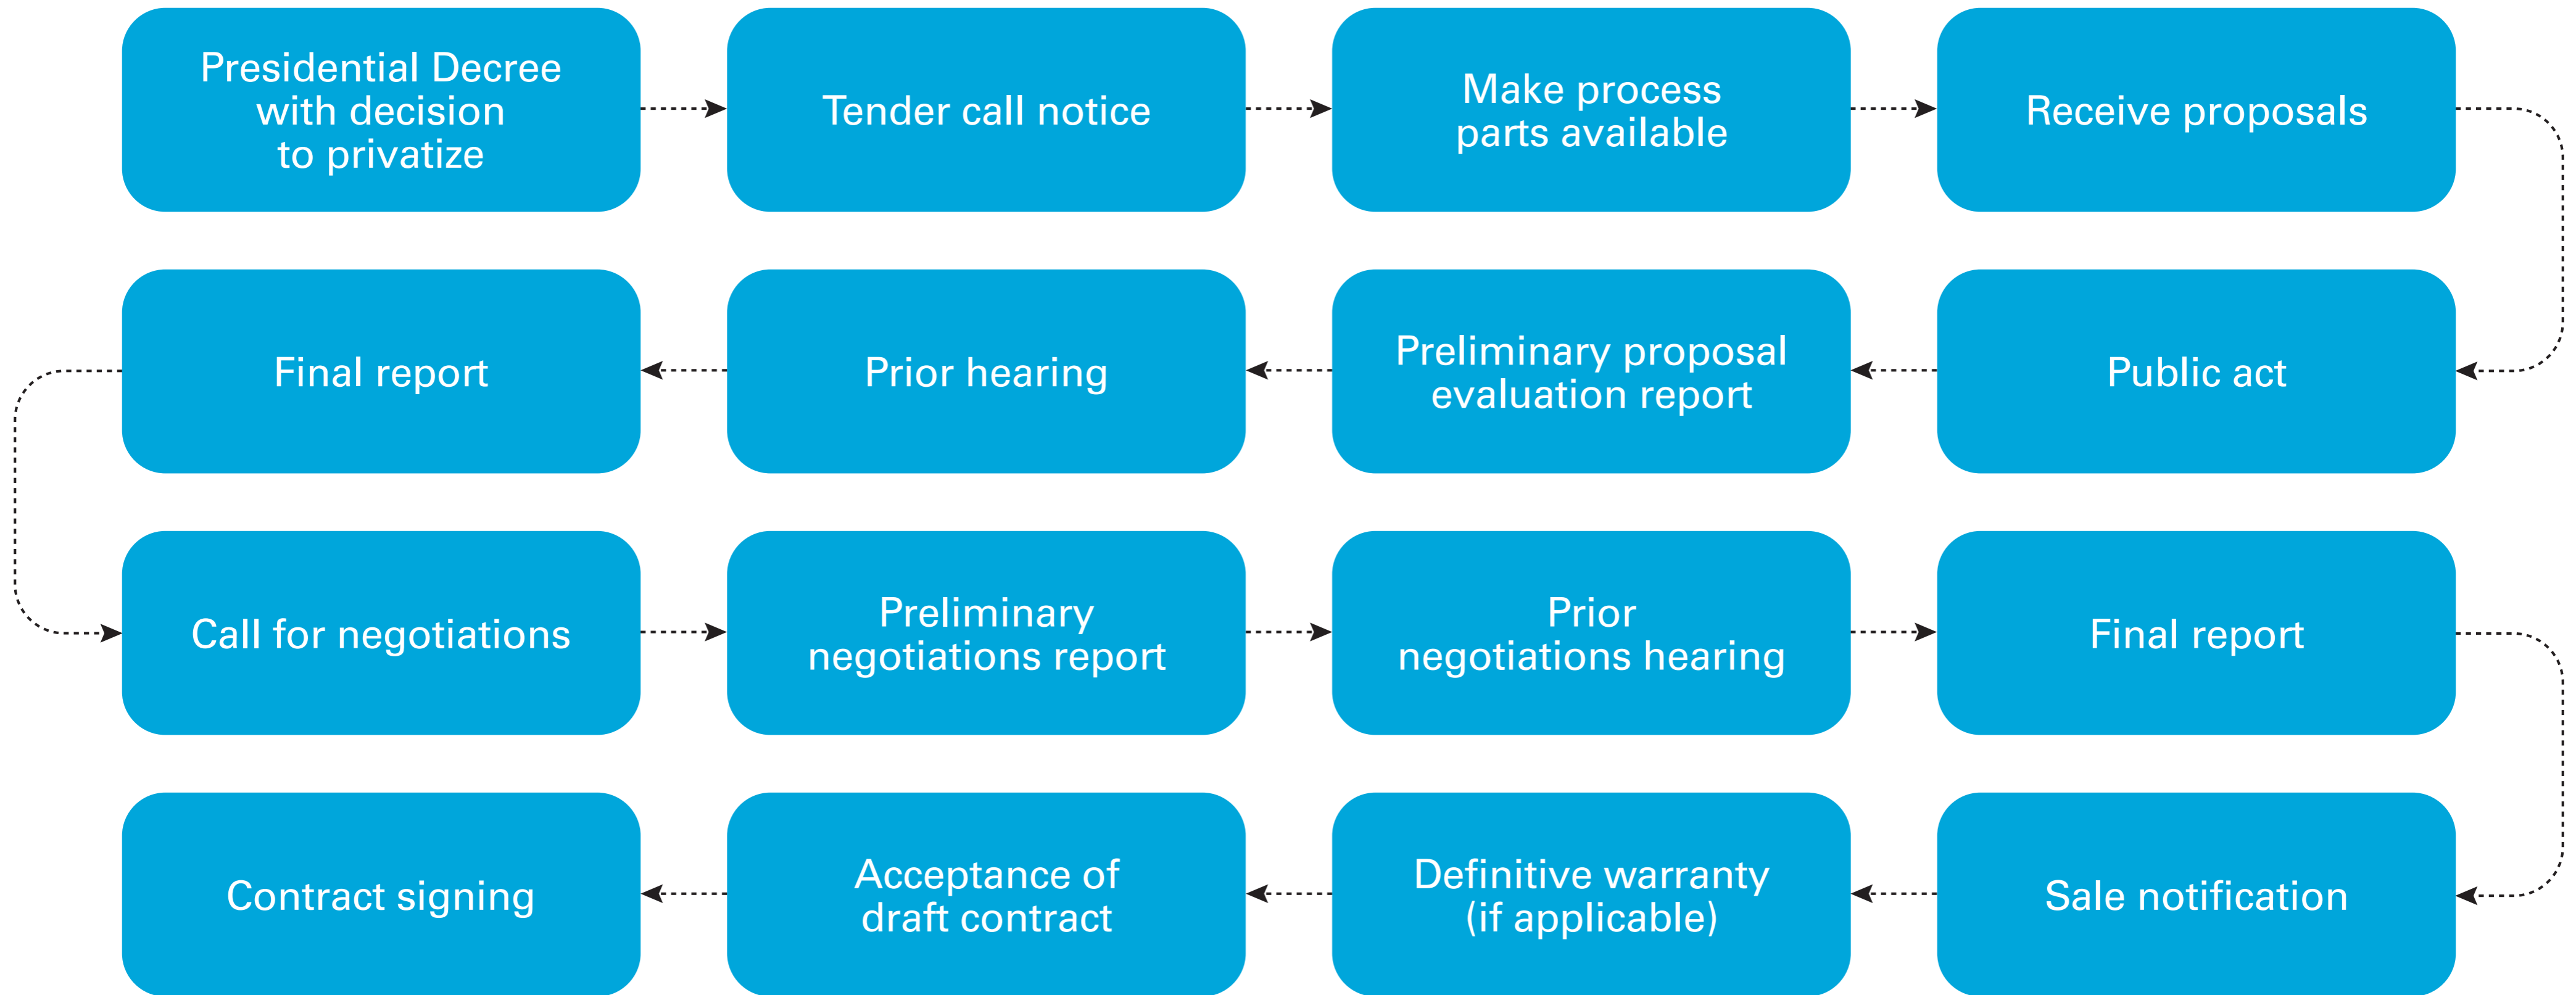 Presidential Decree
with decision
to privatize
Tender call notice
Make process
parts available
Receive proposals
Public act
Preliminary proposal
evaluation report
Prior hearing
Final report
Call for negotiations
Preliminary
negotiations report
Prior
negotiations hearing
Final report
Sale notification
Definitive warranty
(if applicable)
Acceptance of
draft contract
Contract signing